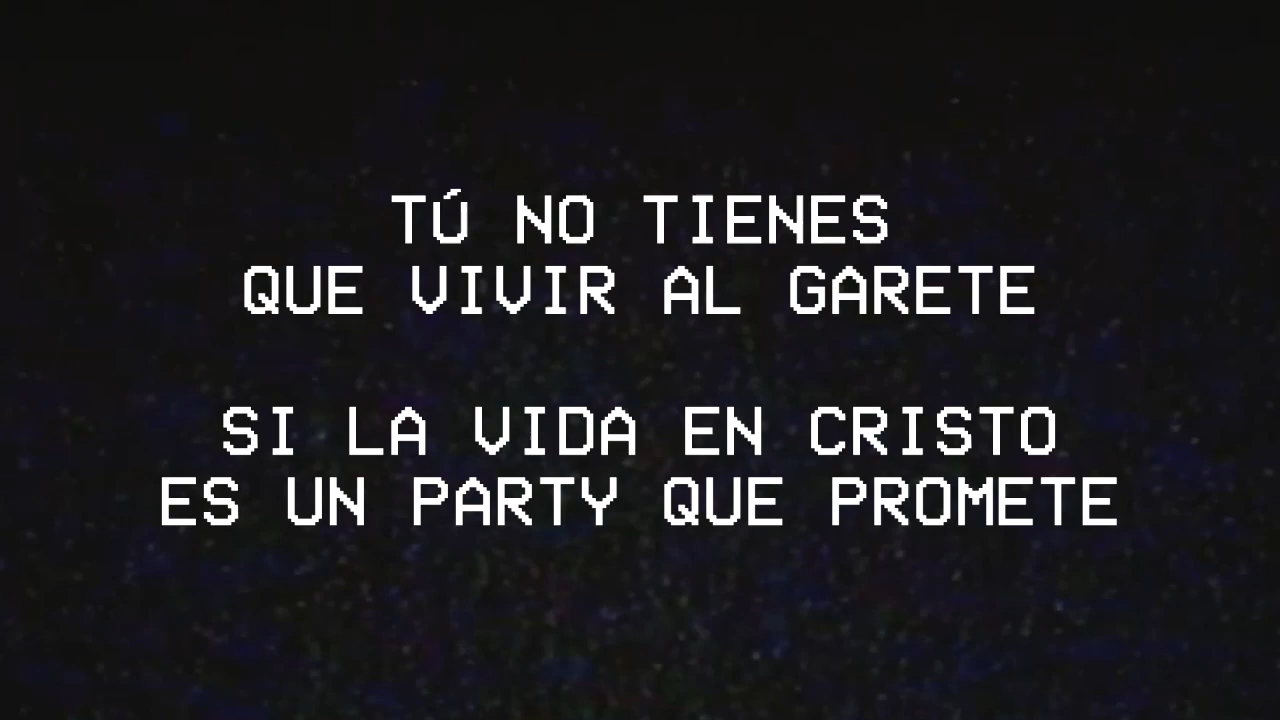 TÚ NO TIENES
QUE VIVIR AL GARETE
SI LA VIDA EN CRISTO
ES UN PARTY QUE PROMETE